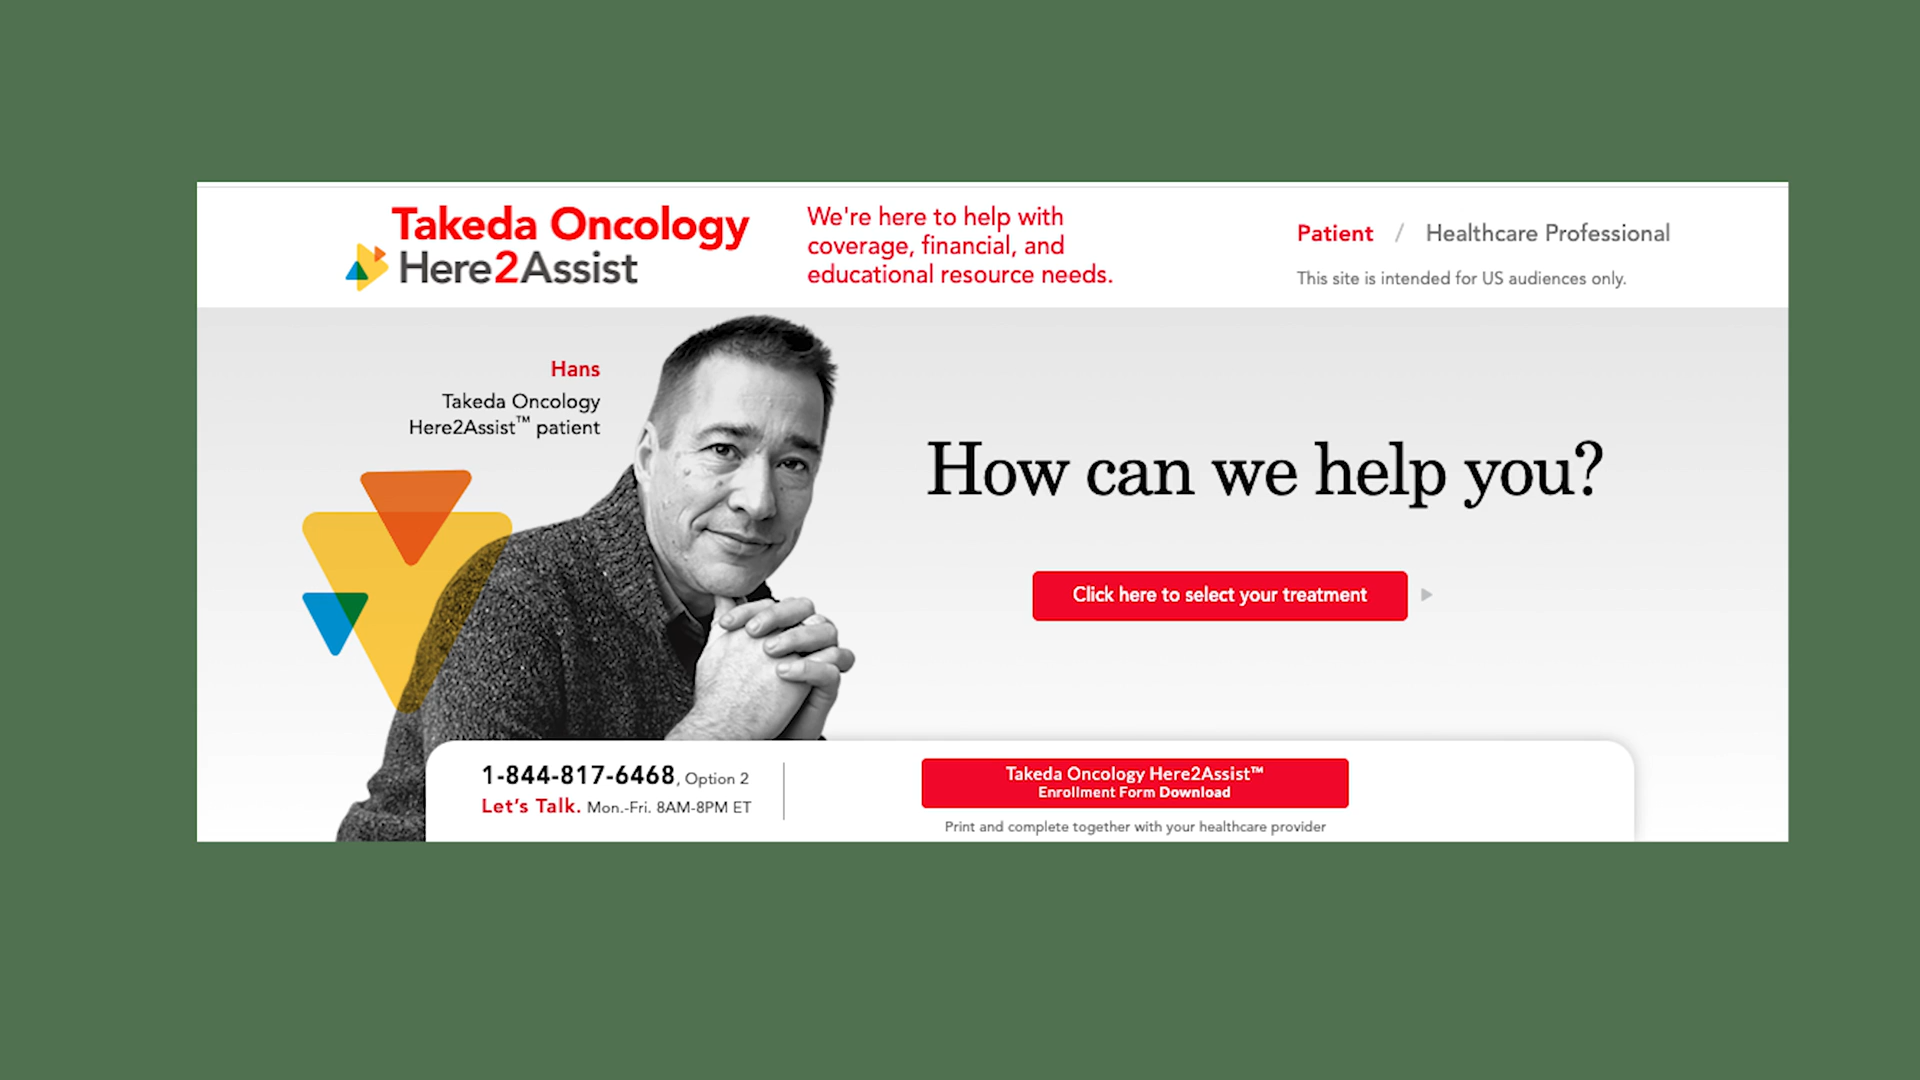 Takeda Oncology
Here2Assist
We're here to help with
coverage, financial, and
educational resource needs.
Patient / Healthcare Professional
This site is intended for US audiences only.
Hans
Takeda Oncology
Here2Assist™ patient
How can we help you?
Click here to select your treatment
1-844-817-6468, Option 2
Let's Talk. Mon.-Fri. 8AM-8PM ET
Takeda Oncology Here2Assist™
Enrollment Form Download
Print and complete together with your healthcare provider